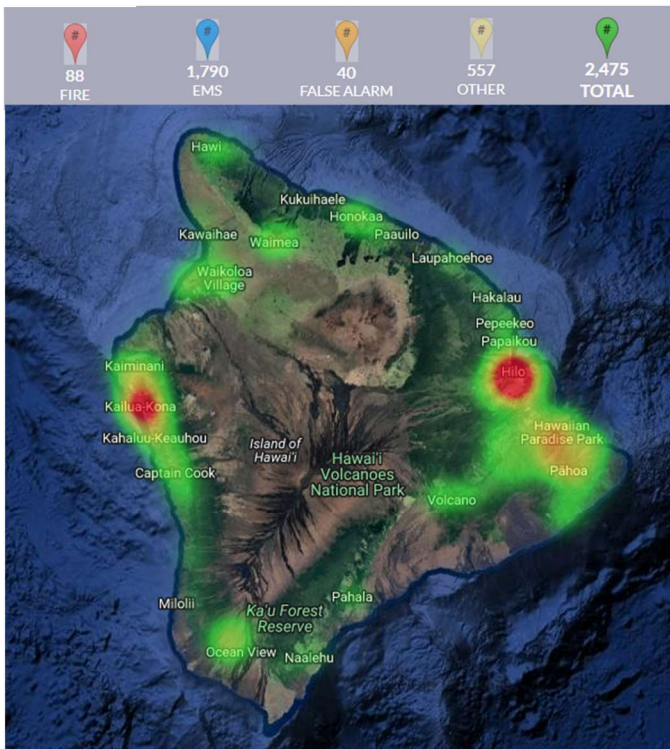 # # # # #
88 1,790 40 557 2,475
FIRE EMS FALSE ALARM OTHER TOTAL
Hawi
Kukuihaele
Honokaa
Kawaihae
Waimea
Paauilo
Laupahoehoe
Waikoloa
Village
Hakalau
Pepeekeo
Papaikou
Kaiminani
Hilo
Kailua-Kona
Hawaiian
Paradise Park
Kahaluu-Keauhou
Island of
Hawai'i
Hawai'i
Volcanoes
National Park
Captain Cook
Pāhoa
Volcano
Milolii
Pahala
Ka'u Forest
Reserve
Ocean View
Naalehu